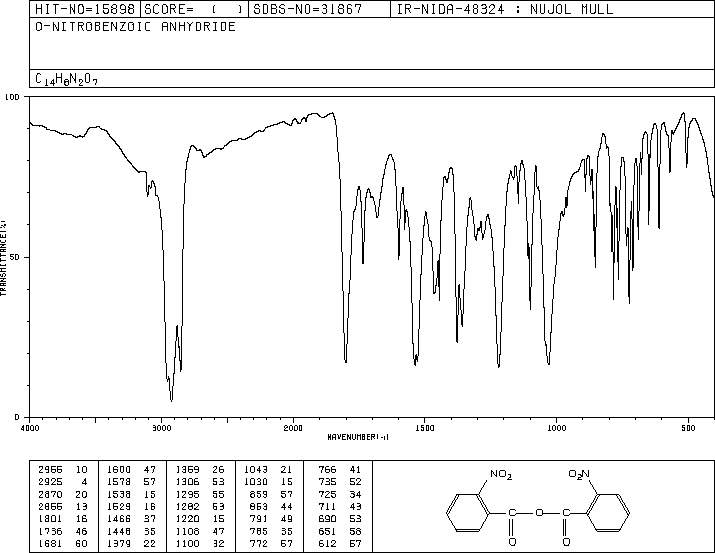 HIT-NO=15898 SCORE= ( ) SDBS-NO=31867 IR-NIDA-48324 : NUJOL MULL
O-NITROBENZOIC ANHYDRIDE
C14H8N2O7
100
50
0
TRANSMITTANCE(%)
4000 3000 2000 1500 1000 500
WAVENUMBER(-1)
2955 10 1600 47 1359 26 1043 21 766 41
2925 4 1578 57 1306 53 1030 15 735 52
2870 20 1538 15 1295 55 859 57 725 34
2855 13 1529 16 1282 53 853 44 711 43
1801 16 1466 37 1220 15 791 49 690 53
1736 46 1448 35 1108 47 785 35 651 58
1681 60 1379 22 1100 32 772 57 612 57
NO2 O2N
O
O O